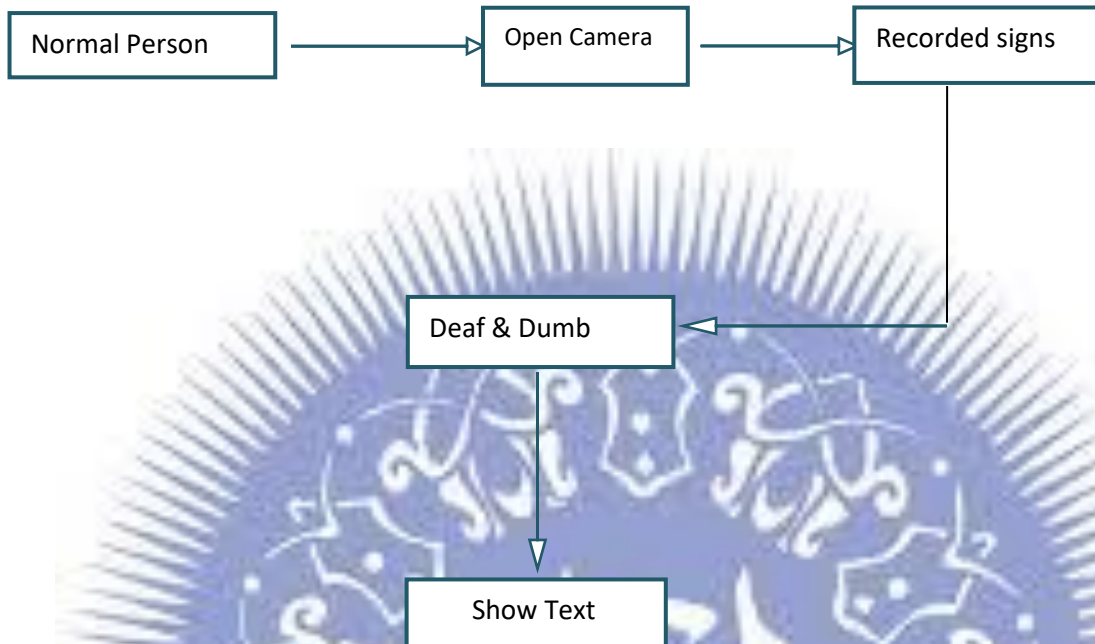 Normal Person
Open Camera
Recorded signs
Deaf & Dumb
Show Text